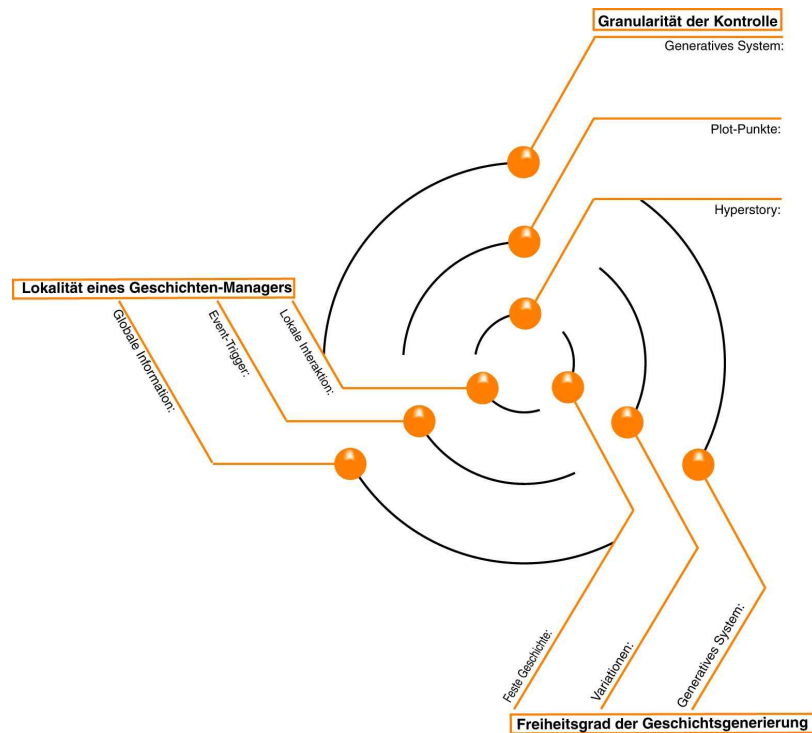 Granularität der Kontrolle
Generatives System:
Plot-Punkte:
Hyperstory:
Lokalität eines Geschichten-Managers
Globale Information:
Event-Trigger:
Lokale Interaktion:
Feste Geschichte:
Variationen:
Generatives System:
Freiheitsgrad der Geschichtsgenerierung